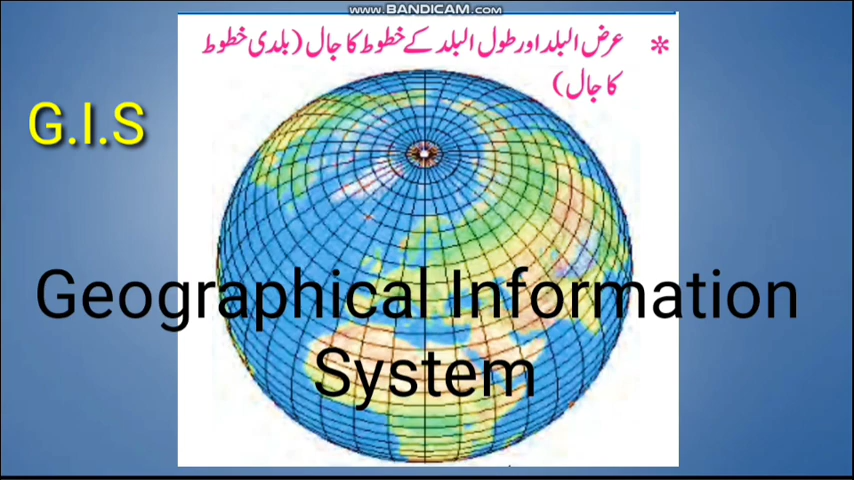 WWW.BANDICAM.COM
* عرض البلد اور طول البلد کے خطوط کا جال (بلدی خطوط
کا جال)
G.I.S
Geographical Information
System